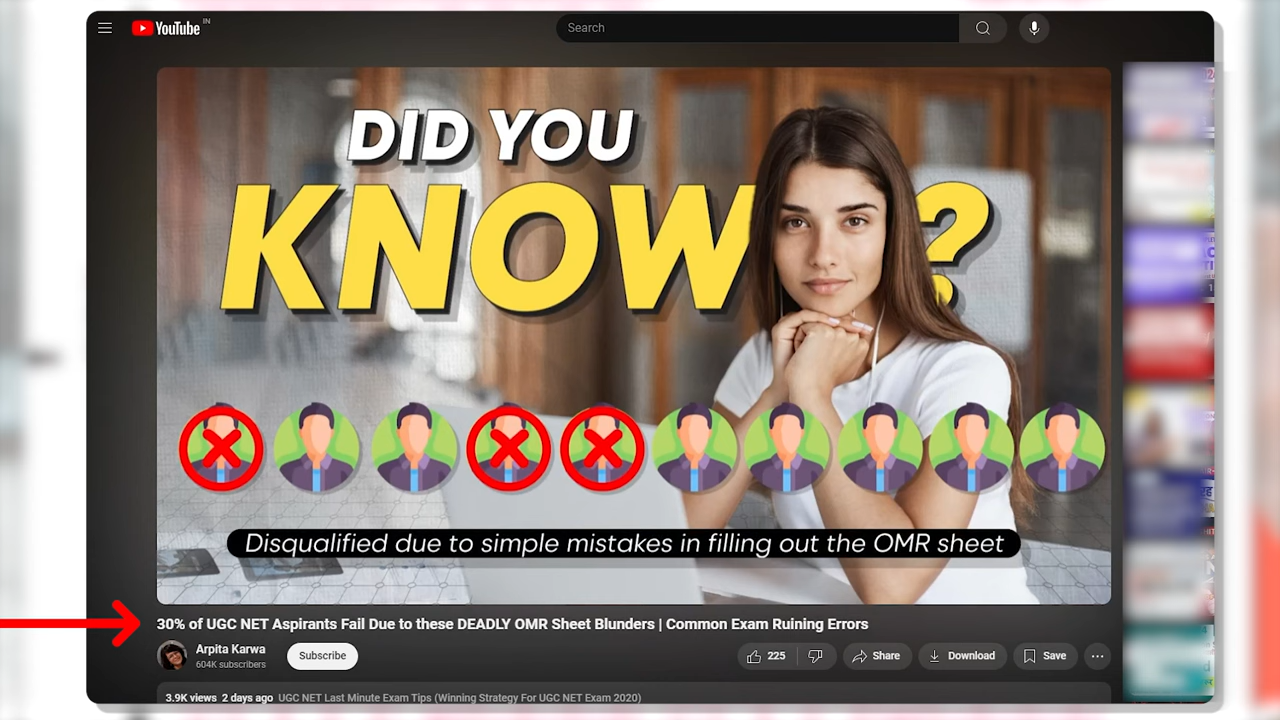 YouTube IN
Search
DID YOU
KNOW ?
Disqualified due to simple mistakes in filling out the OMR sheet
30% of UGC NET Aspirants Fail Due to these DEADLY OMR Sheet Blunders | Common Exam Ruining Errors
Arpita Karwa
604K subscribers
Subscribe
225
Share
Download
Save
3.9K views 2 days ago UGC NET Last Minute Exam Tips (Winning Strategy For UGC NET Exam 2020)